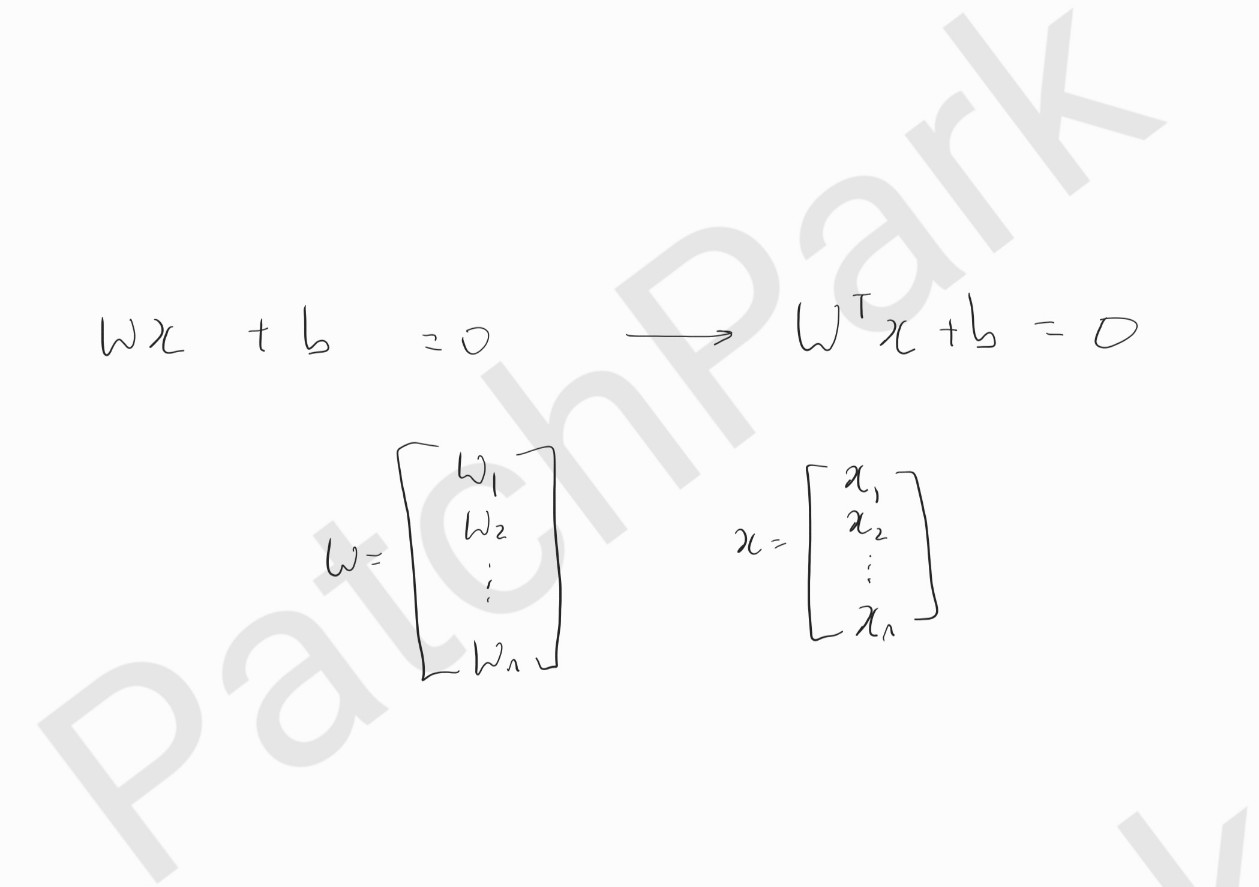 wx + b = 0 → w^T x + b = 0
w = [w₁ w₂ ⋮ wₙ] x = [x₁ x₂ ⋮ xₙ]
PatchPark